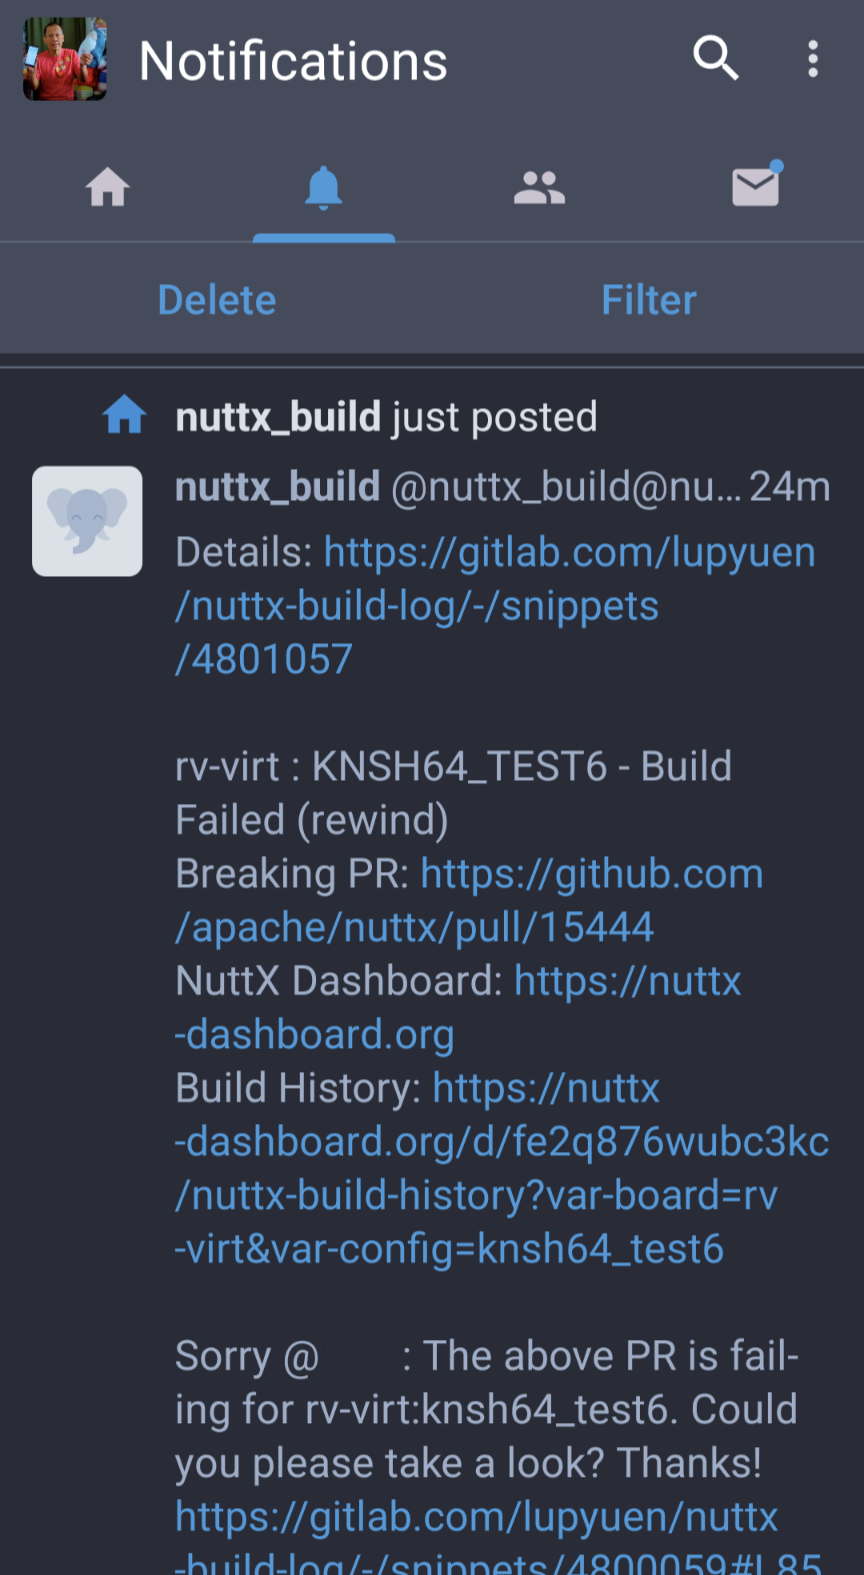 Notifications
Delete Filter
nuttx_build just posted
nuttx_build @nuttx_build@nu... 24m
Details: https://gitlab.com/lupyuen
/nuttx-build-log/-/snippets
/4801057
rv-virt : KNSH64_TEST6 - Build
Failed (rewind)
Breaking PR: https://github.com
/apache/nuttx/pull/15444
NuttX Dashboard: https://nuttx
-dashboard.org
Build History: https://nuttx
-dashboard.org/d/fe2q876wubc3kc
/nuttx-build-history?var-board=rv
-virt&var-config=knsh64_test6
Sorry @ : The above PR is fail-
ing for rv-virt:knsh64_test6. Could
you please take a look? Thanks!
https://gitlab.com/lupyuen/nuttx
-build-log/-/snippets/4800059#L85